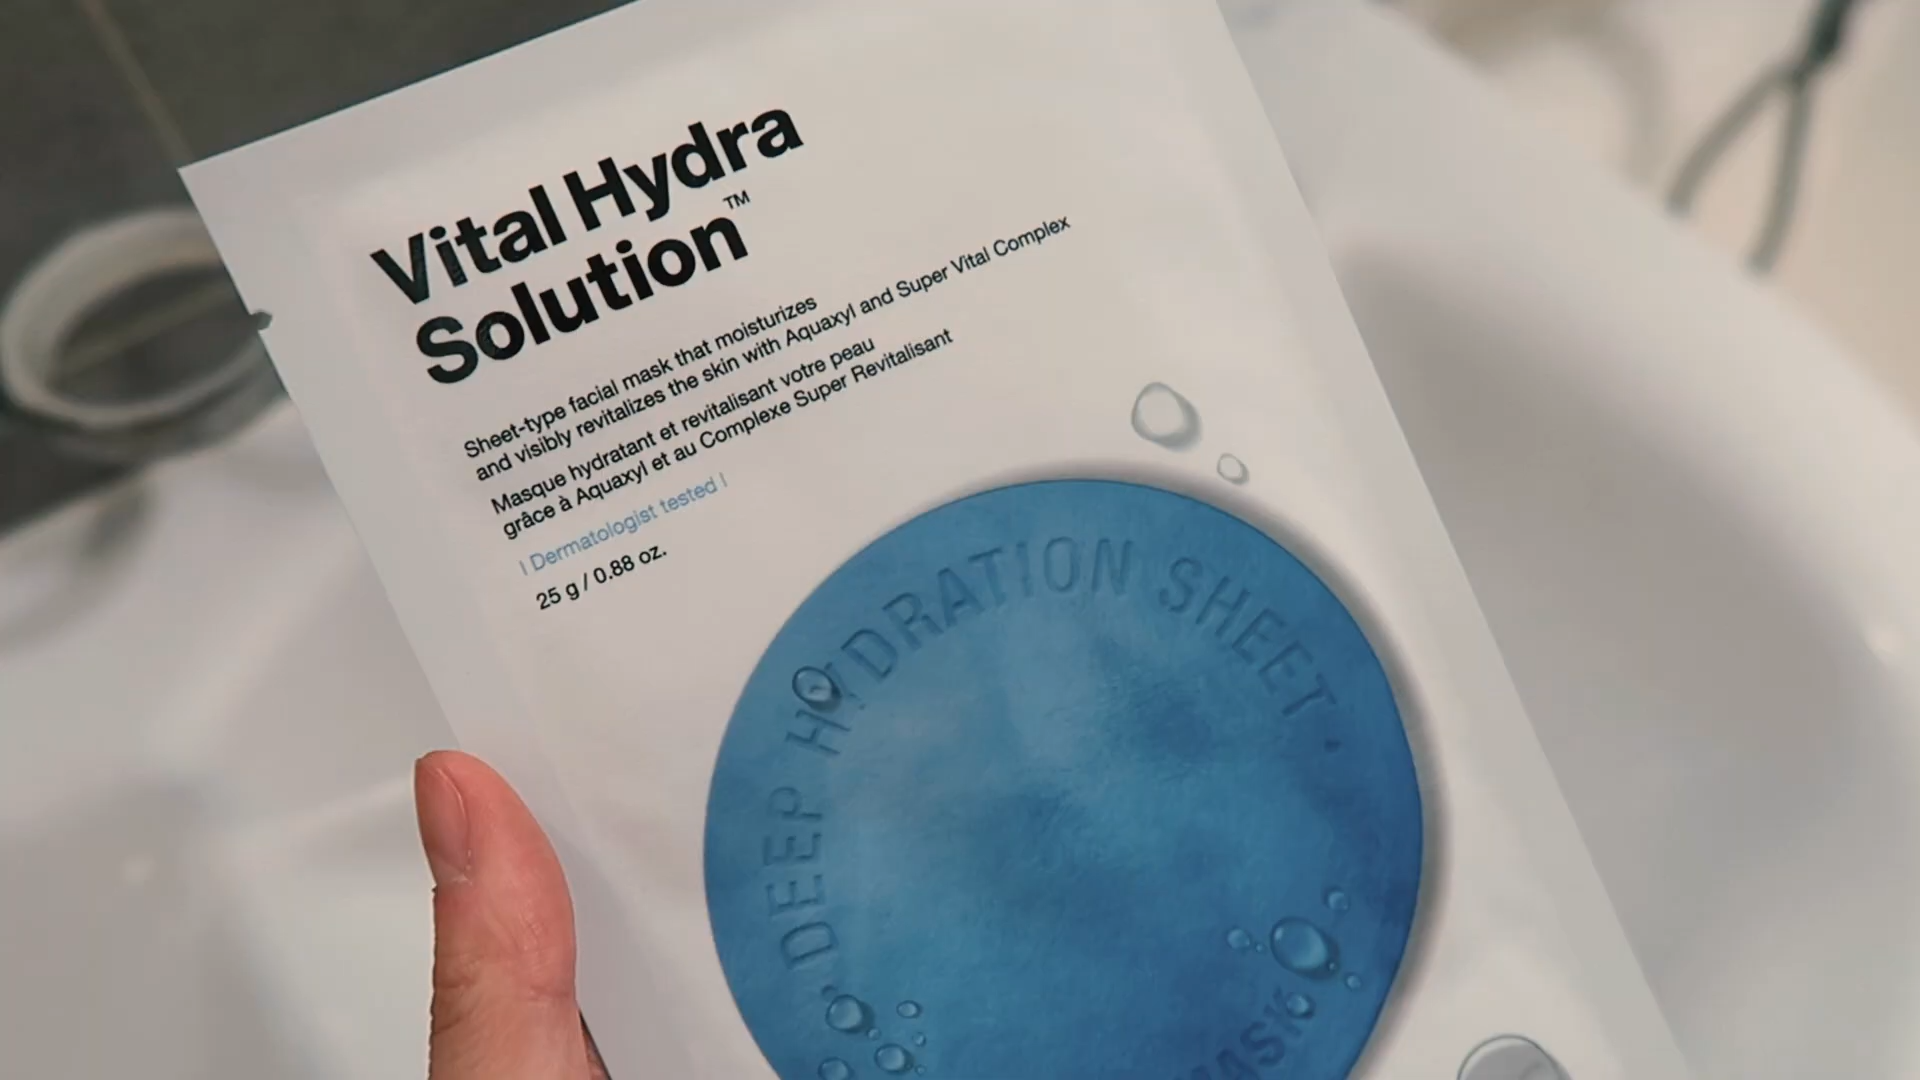 Vital Hydra
Solution™
Sheet-type facial mask that moisturizes
and visibly revitalizes the skin with Aquaxyl and Super Vital Complex
Masque hydratant et revitalisant votre peau
grâce à Aquaxyl et au Complexe Super Revitalisant
| Dermatologist tested |
25 g / 0.88 oz.
· DEEP HYDRATION SHEET ·
MASK